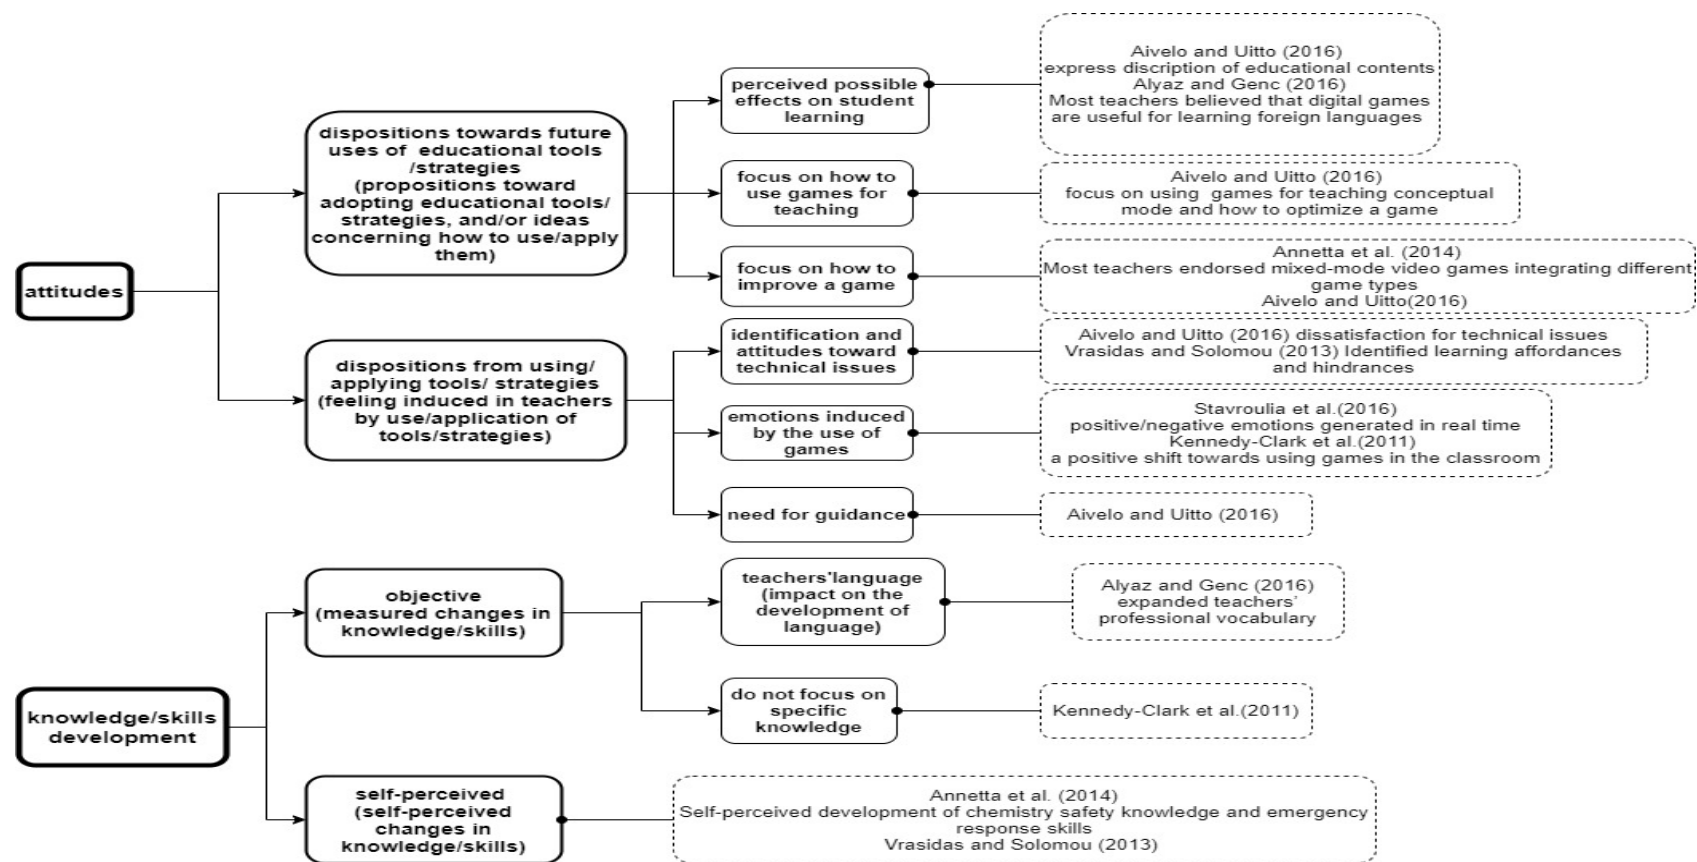 attitudes
dispositions towards future
uses of educational tools
/strategies
(propositions toward
adopting educational tools/
strategies, and/or ideas
concerning how to use/apply
them)
perceived possible
effects on student
learning
Aivelo and Uitto (2016)
express discription of educational contents
Alyaz and Genc (2016)
Most teachers believed that digital games
are useful for learning foreign languages
focus on how to
use games for
teaching
Aivelo and Uitto (2016)
focus on using games for teaching conceptual
mode and how to optimize a game
focus on how to
improve a game
Annetta et al. (2014)
Most teachers endorsed mixed-mode video games integrating different
game types
Aivelo and Uitto(2016)
dispositions from using/
applying tools/ strategies
(feeling induced in teachers
by use/application of
tools/strategies)
identification and
attitudes toward
technical issues
Aivelo and Uitto (2016) dissatisfaction for technical issues
Vrasidas and Solomou (2013) Identified learning affordances
and hindrances
emotions induced
by the use of
games
Stavroulia et al.(2016)
positive/negative emotions generated in real time
Kennedy-Clark et al.(2011)
a positive shift towards using games in the classroom
need for guidance
Aivelo and Uitto (2016)
knowledge/skills
development
objective
(measured changes in
knowledge/skills)
teachers'language
(impact on the
development of
language)
Alyaz and Genc (2016)
expanded teachers’
professional vocabulary
do not focus on
specific
knowledge
Kennedy-Clark et al.(2011)
self-perceived
(self-perceived
changes in
knowledge/skills)
Annetta et al. (2014)
Self-perceived development of chemistry safety knowledge and emergency
response skills
Vrasidas and Solomou (2013)